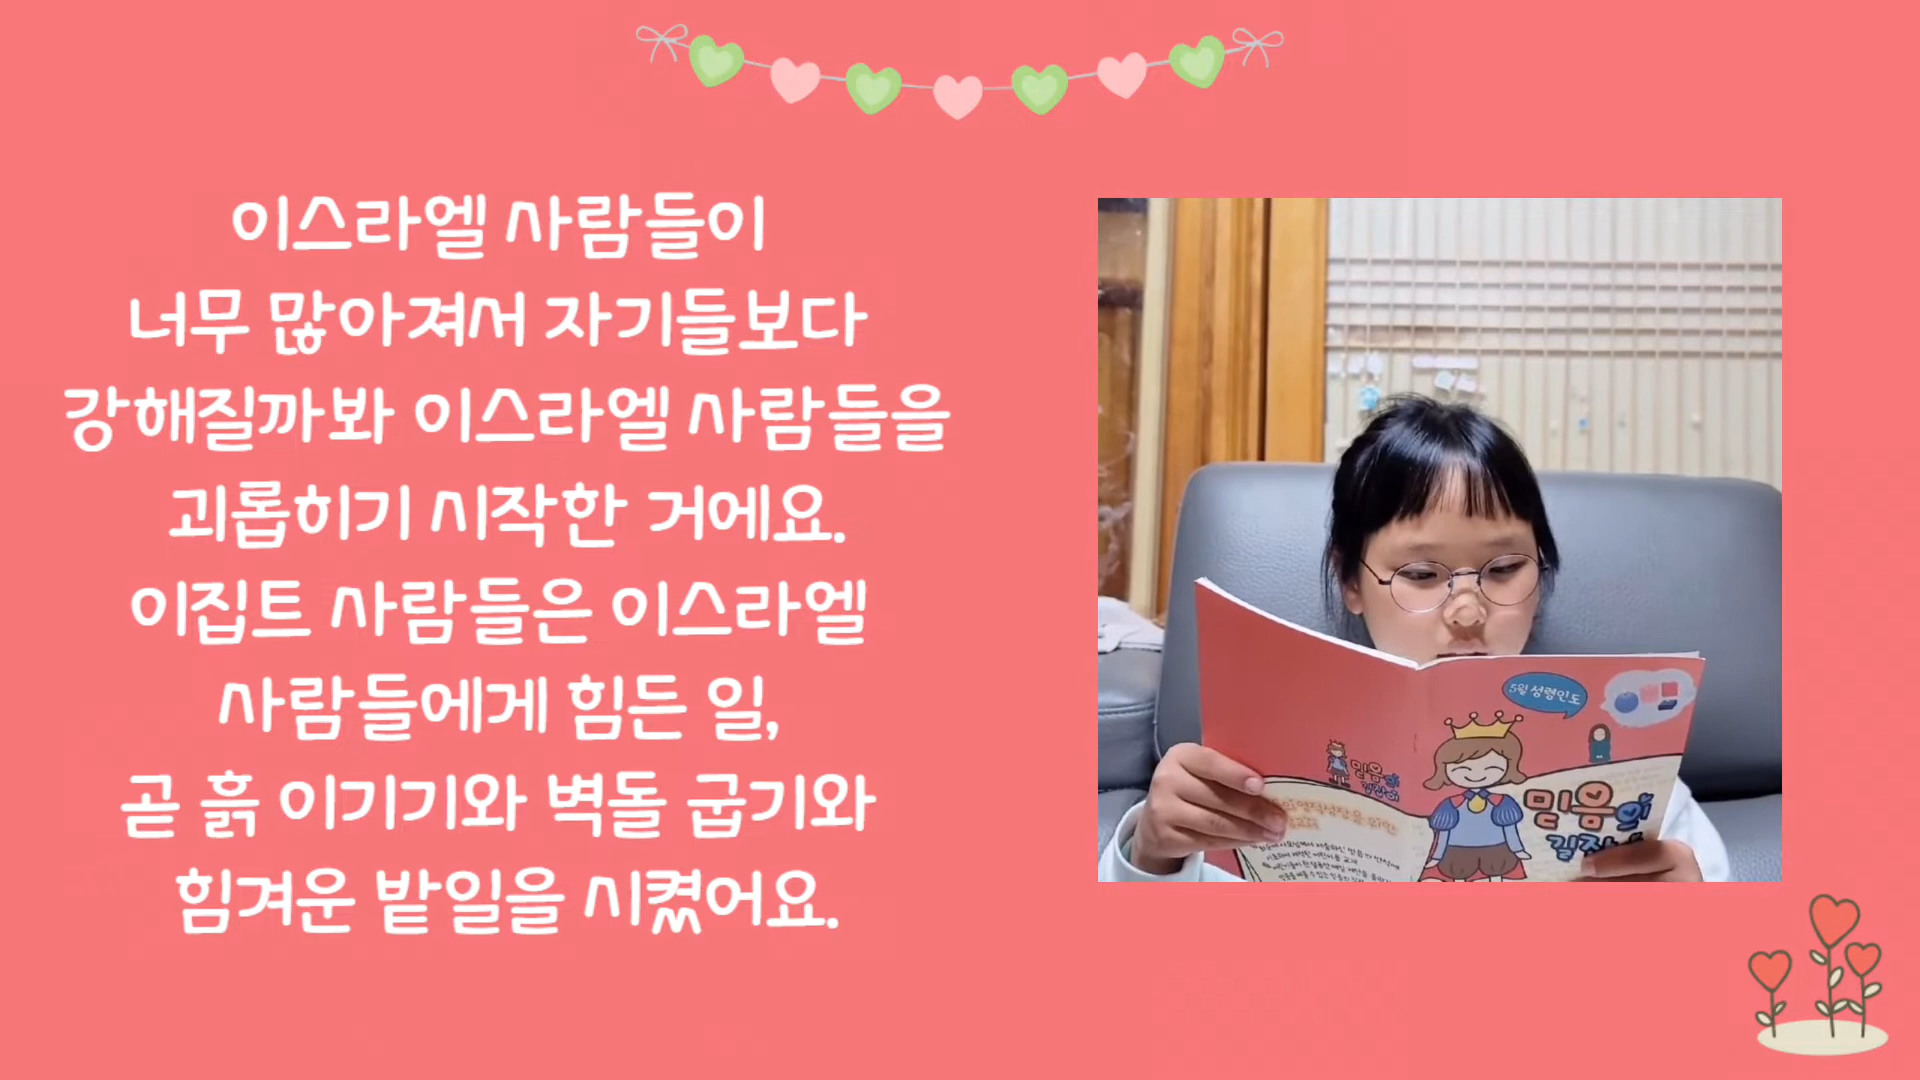 이스라엘 사람들이
너무 많아져서 자기들보다
강해질까봐 이스라엘 사람들을
괴롭히기 시작한 거에요.
이집트 사람들은 이스라엘
사람들에게 힘든 일,
곧 흙 이기기와 벽돌 굽기와
힘겨운 밭일을 시켰어요.
5월 성령인도
믿음의
믿음의